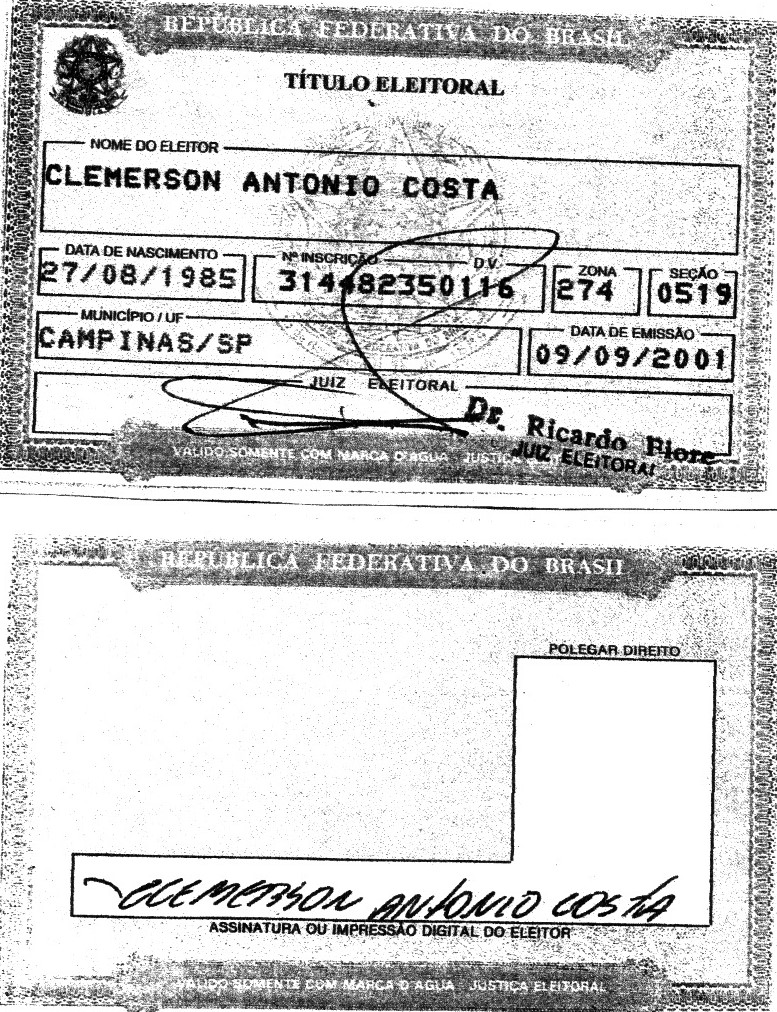 REPÚBLICA FEDERATIVA DO BRASIL
TÍTULO ELEITORAL
NOME DO ELEITOR
CLEMERSON ANTONIO COSTA
DATA DE NASCIMENTO Nº INSCRIÇÃO D.V. ZONA SEÇÃO
27/08/1985 314482350116 274 0519
MUNICÍPIO / UF DATA DE EMISSÃO
CAMPINAS/SP 09/09/2001
JUIZ ELEITORAL
Dr. Ricardo Fiore
JUIZ ELEITORAL
VALIDO SOMENTE COM MARCA D'AGUA JUSTIÇ
REPÚBLICA FEDERATIVA DO BRASIL
POLEGAR DIREITO
CLEMERSON ANTONIO COSTA
ASSINATURA OU IMPRESSÃO DIGITAL DO ELEITOR
VALIDO SOMENTE COM MARCA D'AGUA JUSTIÇA ELEITORAL